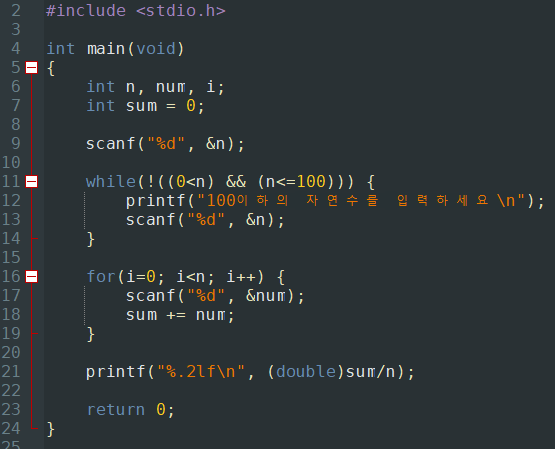 2 #include <stdio.h>
3
4 int main(void)
5 {
6     int n, num, i;
7     int sum = 0;
8
9     scanf("%d", &n);
10
11     while(!((0<n) && (n<=100))) {
12         printf("100이하의 자연수를 입력하세요\n");
13         scanf("%d", &n);
14     }
15
16     for(i=0; i<n; i++) {
17         scanf("%d", &num);
18         sum += num;
19     }
20
21     printf("%.2lf\n", (double)sum/n);
22
23     return 0;
24 }
25